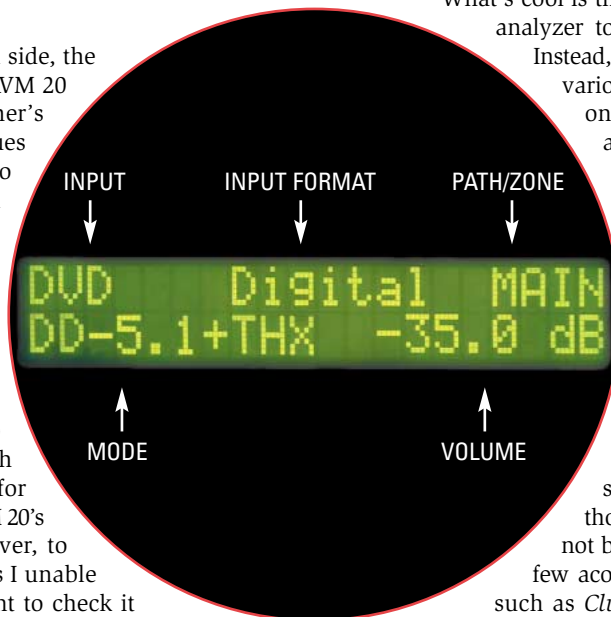 side, the
VM 20
ner's
ues
o
h
for
20's
ver, to
s I unable
nt to check it
INPUT
INPUT FORMAT
PATH/ZONE
DVD Digital MAIN
DD-5.1+THX -35.0 dB
MODE
VOLUME
What's cool is th
analyzer to
Instead,
vario
on
a
s
tho
not b
few aco
such as Clu